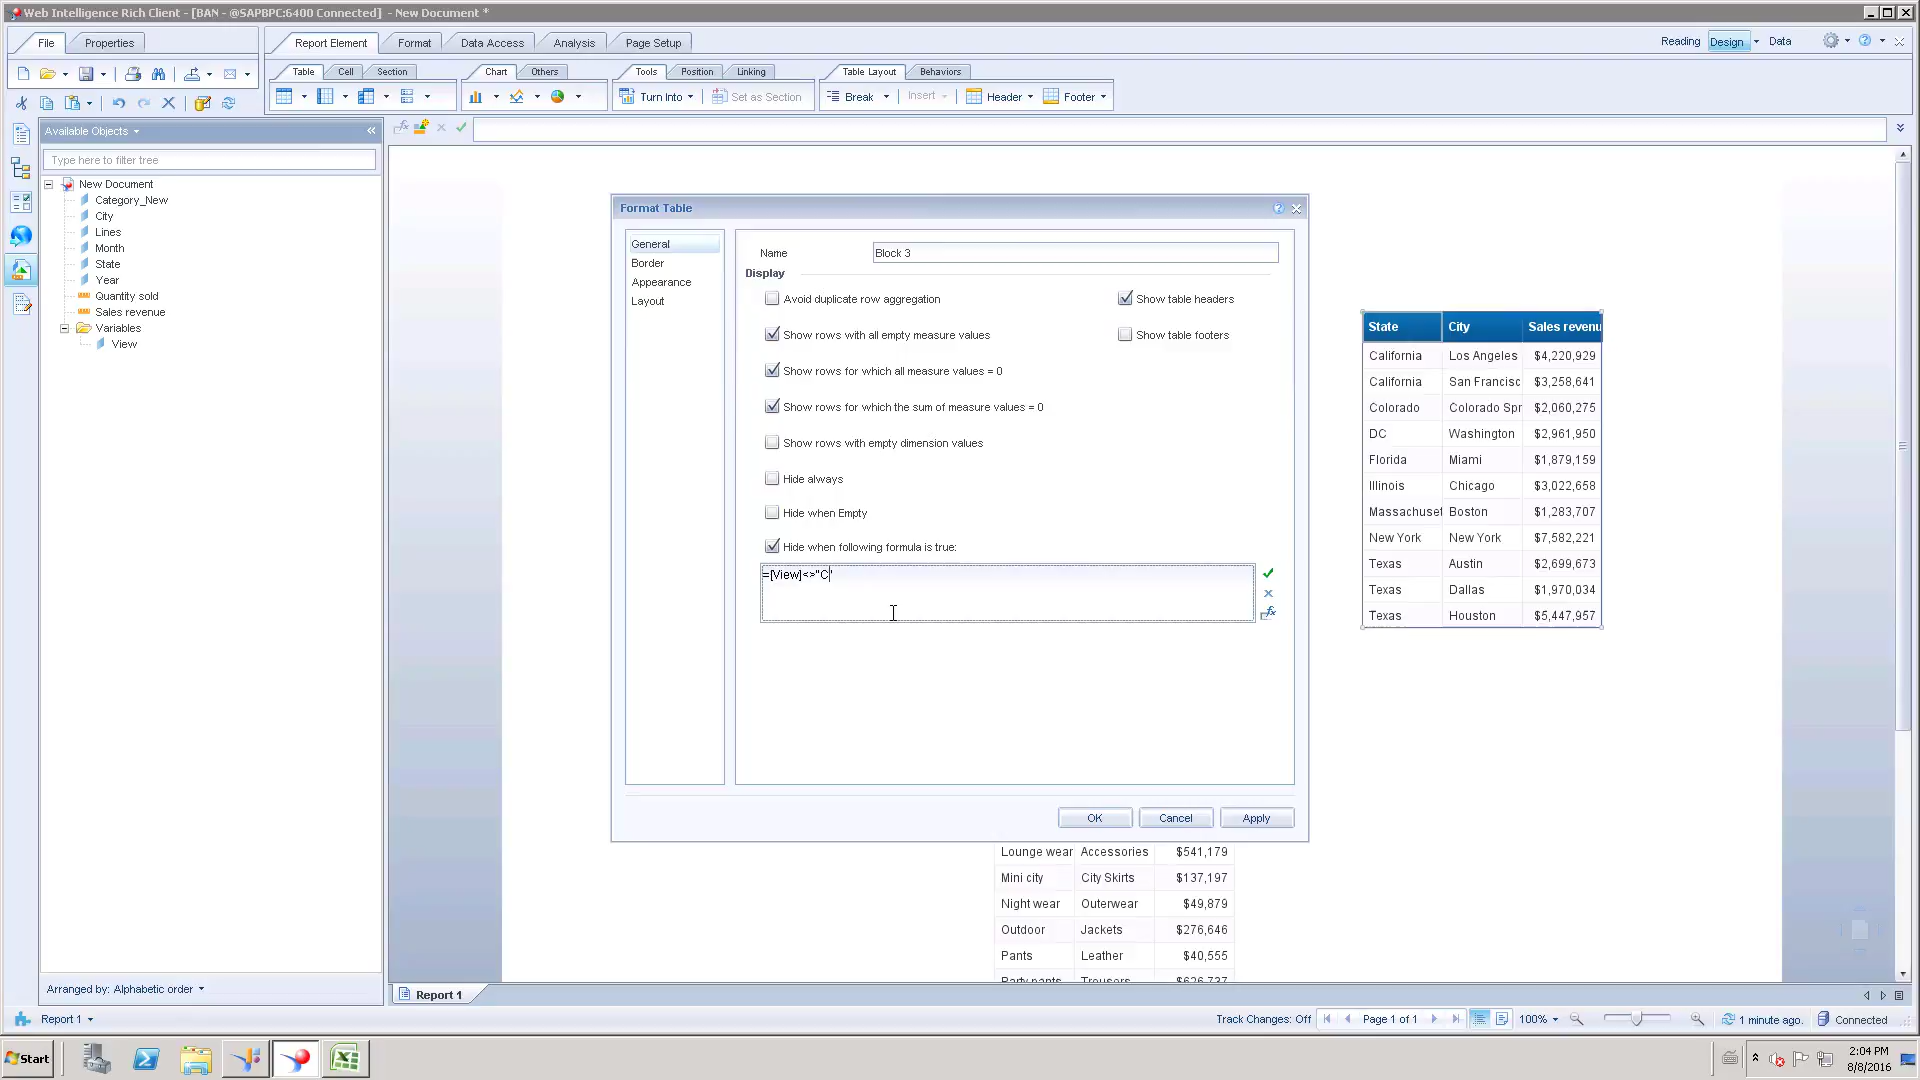 Web Intelligence Rich Client - [BAN - @SAPBPC:6400 Connected] - New Document *
File
Properties
Report Element
Format
Data Access
Analysis
Page Setup
Reading
Design
Data
Table
Cell
Section
Chart
Others
Tools
Position
Linking
Table Layout
Behaviors
Turn Into
Set as Section
Break
Insert
Header
Footer
Available Objects
Type here to filter tree
New Document
Category_New
City
Lines
Month
State
Year
Quantity sold
Sales revenue
Variables
View
Arranged by: Alphabetic order
Format Table
General
Border
Appearance
Layout
Name
Block 3
Display
Avoid duplicate row aggregation
Show table headers
Show rows with all empty measure values
Show table footers
Show rows for which all measure values = 0
Show rows for which the sum of measure values = 0
Show rows with empty dimension values
Hide always
Hide when Empty
Hide when following formula is true:
=[View]<>"C"
OK
Cancel
Apply
State City Sales revenu
California Los Angeles $4,220,929
California San Francisc $3,258,641
Colorado Colorado Spr $2,060,275
DC Washington $2,961,950
Florida Miami $1,879,159
Illinois Chicago $3,022,658
Massachuset Boston $1,283,707
New York New York $7,582,221
Texas Austin $2,699,673
Texas Dallas $1,970,034
Texas Houston $5,447,957
Lounge wear Accessories $541,179
Mini city City Skirts $137,197
Night wear Outerwear $49,879
Outdoor Jackets $276,646
Pants Leather $40,555
Party pants Trousers $626,737
Report 1
Report 1
Track Changes: Off
Page 1 of 1
100%
1 minute ago.
Connected
Start
2:04 PM
8/8/2016